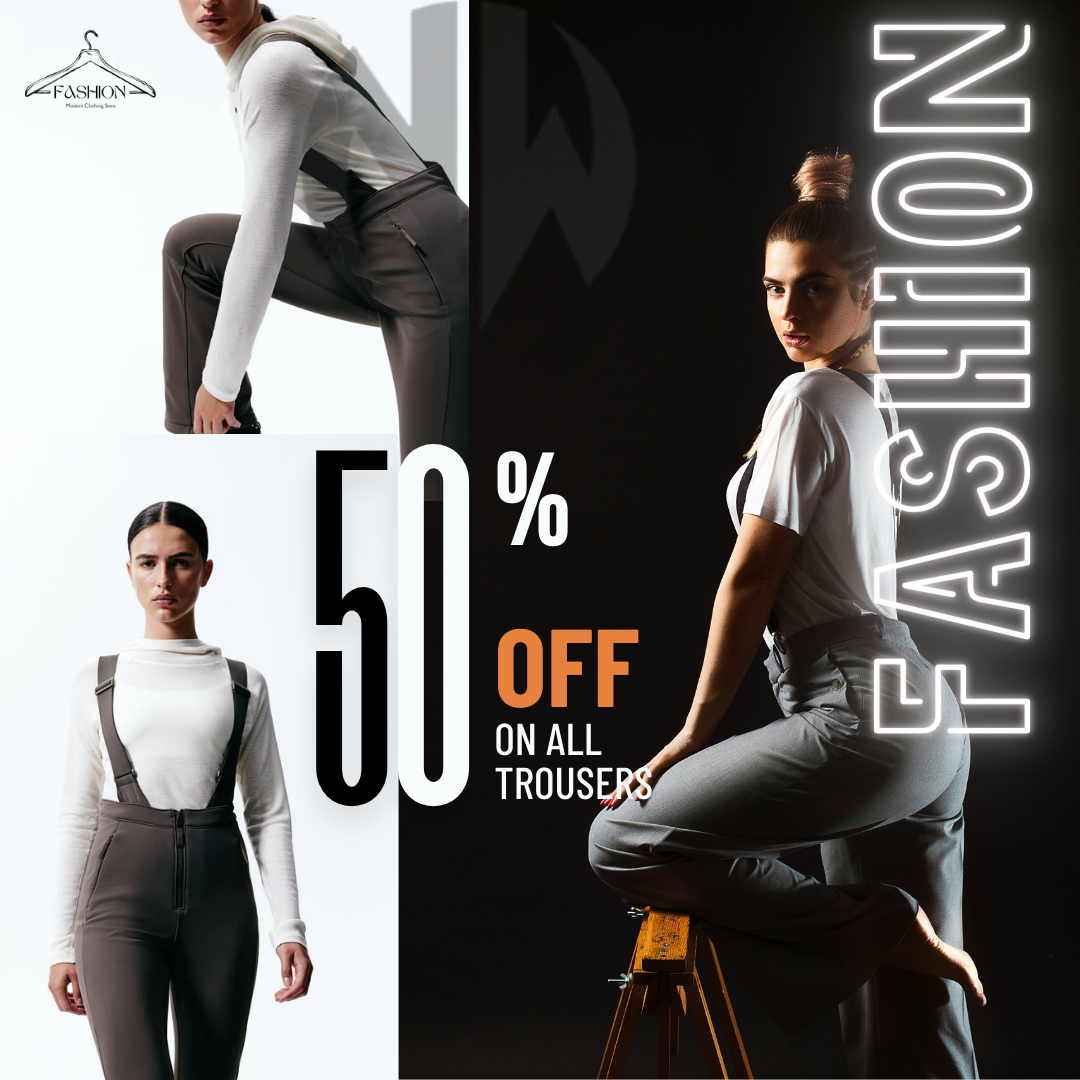 FASHION
Modern Clothing Store
FASHION
50%
OFF
ON ALL
TROUSERS